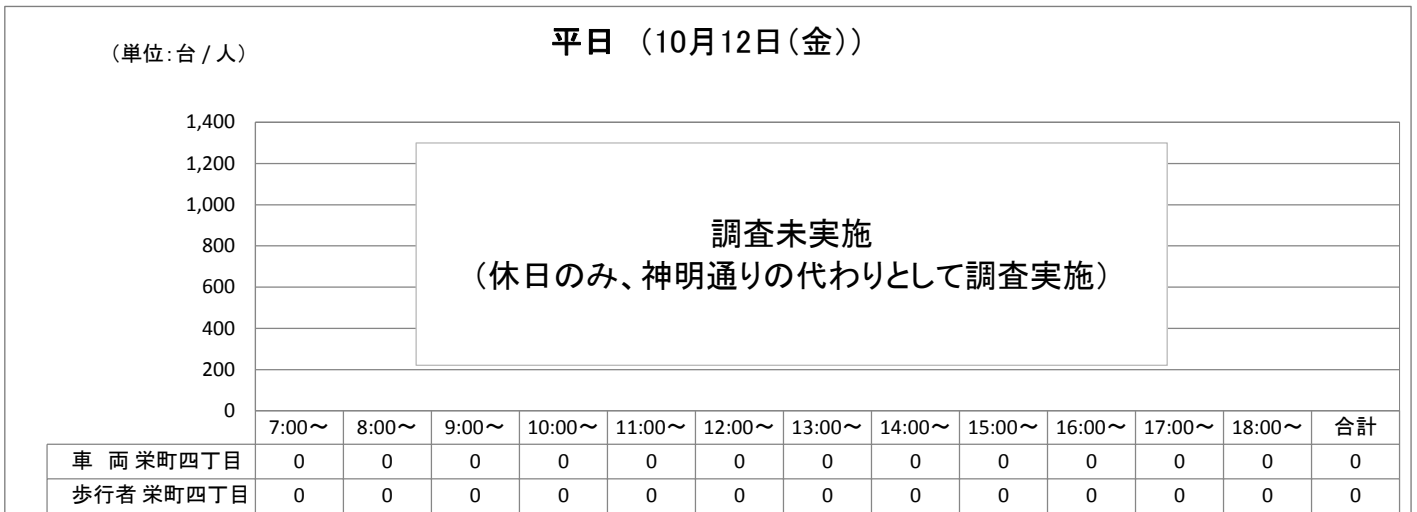 平日 （10月12日（金））
（単位：台 / 人）
1,400
1,200
1,000
800
600
400
200
0
調査未実施
（休日のみ、神明通りの代わりとして調査実施）
7:00～ 8:00～ 9:00～ 10:00～ 11:00～ 12:00～ 13:00～ 14:00～ 15:00～ 16:00～ 17:00～ 18:00～ 合計
車 両 栄町四丁目 0 0 0 0 0 0 0 0 0 0 0 0 0
歩行者 栄町四丁目 0 0 0 0 0 0 0 0 0 0 0 0 0